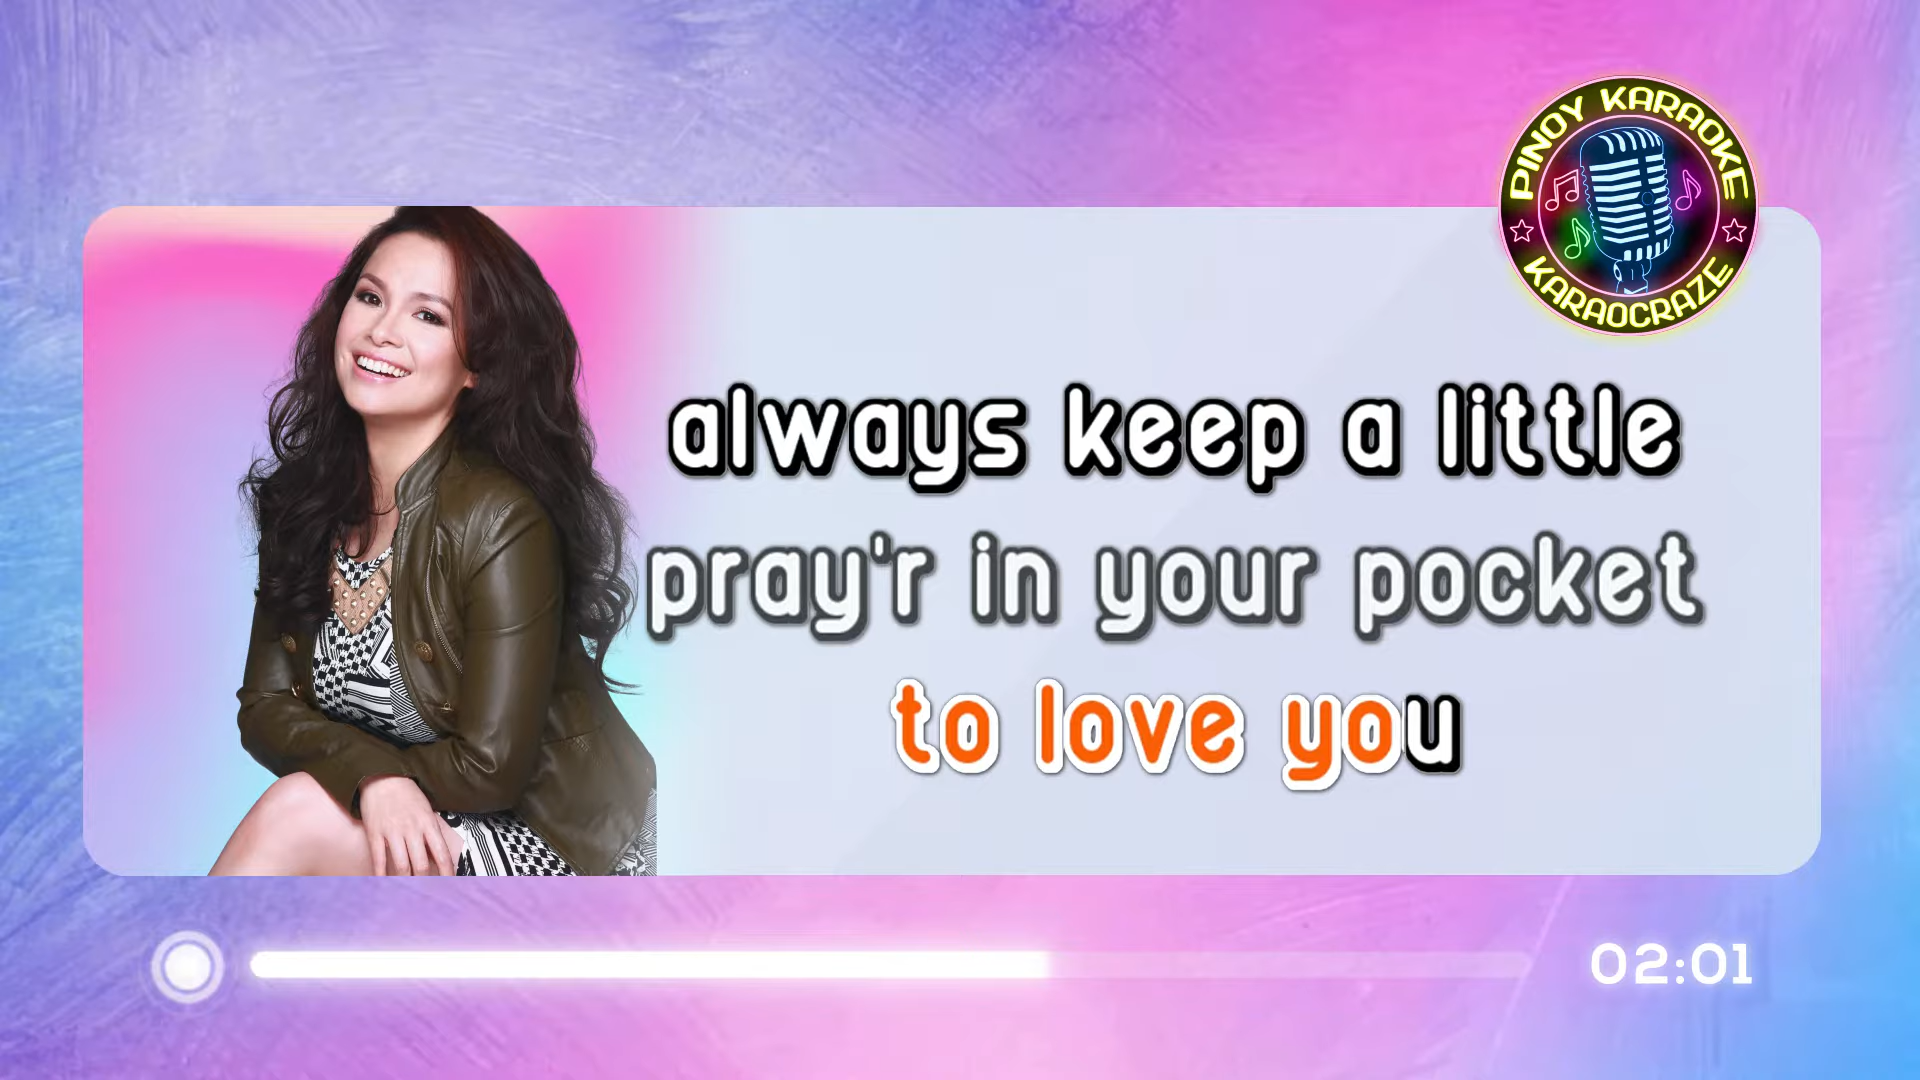 PINOY KARAOKE
KARAOCRAZE
always keep a little
pray'r in your pocket
to love you
02:01